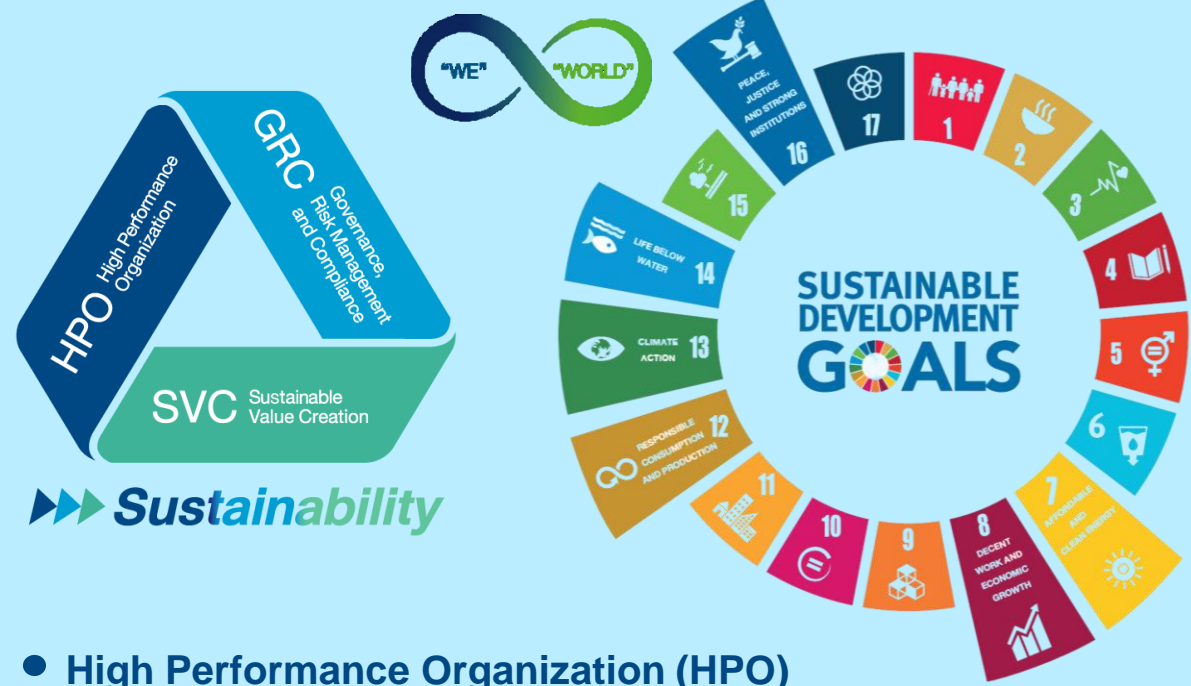 “WE”
“WORLD”
GRC
Governance,
Risk Management
and Compliance
HPO
High Performance
Organization
SVC
Sustainable
Value Creation
Sustainability
SUSTAINABLE
DEVELOPMENT
GOALS
1
2
3
4
5
6
7
AFFORDABLE
AND
CLEAN ENERGY
8
DECENT
WORK AND
ECONOMIC
GROWTH
9
10
11
12
RESPONSIBLE
CONSUMPTION
AND PRODUCTION
13
CLIMATE
ACTION
14
LIFE BELOW
WATER
15
PEACE,
JUSTICE
AND STRONG
INSTITUTIONS
16
17
● High Performance Organization (HPO)